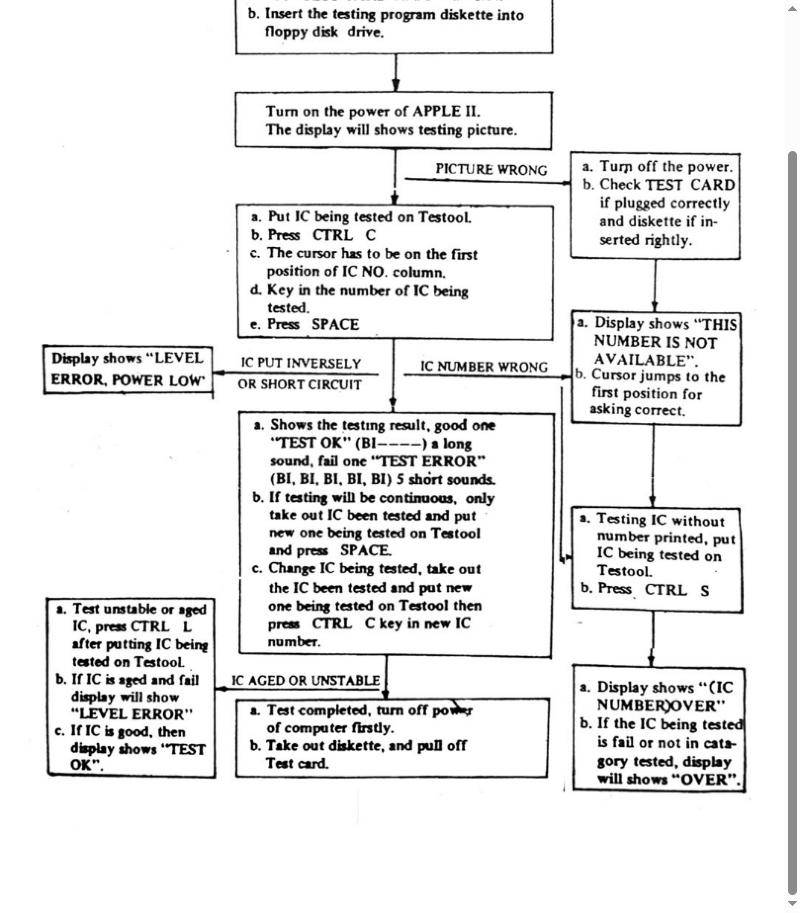 b. Insert the testing program diskette into
floppy disk drive.
Turn on the power of APPLE II.
The display will shows testing picture.
PICTURE WRONG
a. Turn off the power.
b. Check TEST CARD
if plugged correctly
and diskette if in-
serted rightly.
a. Put IC being tested on Testool.
b. Press CTRL C
c. The cursor has to be on the first
position of IC NO. column.
d. Key in the number of IC being
tested.
e. Press SPACE
a. Display shows "THIS
NUMBER IS NOT
AVAILABLE".
b. Cursor jumps to the
first position for
asking correct.
Display shows "LEVEL
ERROR, POWER LOW'
IC PUT INVERSELY
OR SHORT CIRCUIT
IC NUMBER WRONG
a. Shows the testing result, good one
"TEST OK" (BI————) a long
sound, fail one "TEST ERROR"
(BI, BI, BI, BI, BI) 5 short sounds.
b. If testing will be continuous, only
take out IC been tested and put
new one being tested on Testool
and press SPACE.
c. Change IC being tested, take out
the IC been tested and put new
one being tested on Testool then
press CTRL C key in new IC
number.
a. Testing IC without
number printed, put
IC being tested on
Testool.
b. Press CTRL S
a. Test unstable or aged
IC, press CTRL L
after putting IC being
tested on Testool.
b. If IC is aged and fail
display will show
"LEVEL ERROR"
c. If IC is good, then
display shows "TEST
OK".
IC AGED OR UNSTABLE
a. Test completed, turn off power
of computer firstly.
b. Take out diskette, and pull off
Test card.
a. Display shows "(IC
NUMBER)OVER"
b. If the IC being tested
is fail or not in cata-
gory tested, display
will shows "OVER".